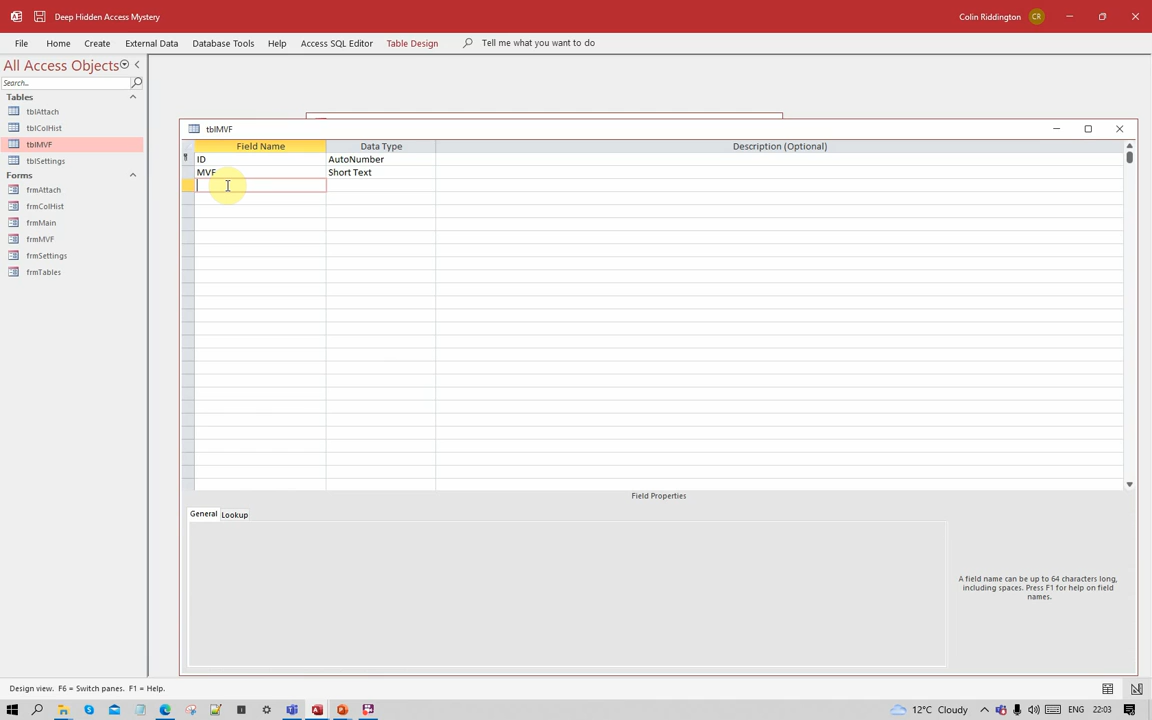 Deep Hidden Access Mystery
Colin Riddington CR
File Home Create External Data Database Tools Help Access SQL Editor Table Design Tell me what you want to do
All Access Objects
Search...
Tables
tblAttach
tblColHist
tblMVF
tblSettings
Forms
frmAttach
frmColHist
frmMain
frmMVF
frmSettings
frmTables
tblMVF
Field Name Data Type Description (Optional)
ID AutoNumber
MVF Short Text
Field Properties
General Lookup
A field name can be up to 64 characters long,
including spaces. Press F1 for help on field
names.
Design view. F6 = Switch panes. F1 = Help.
12°C Cloudy ENG 22:03